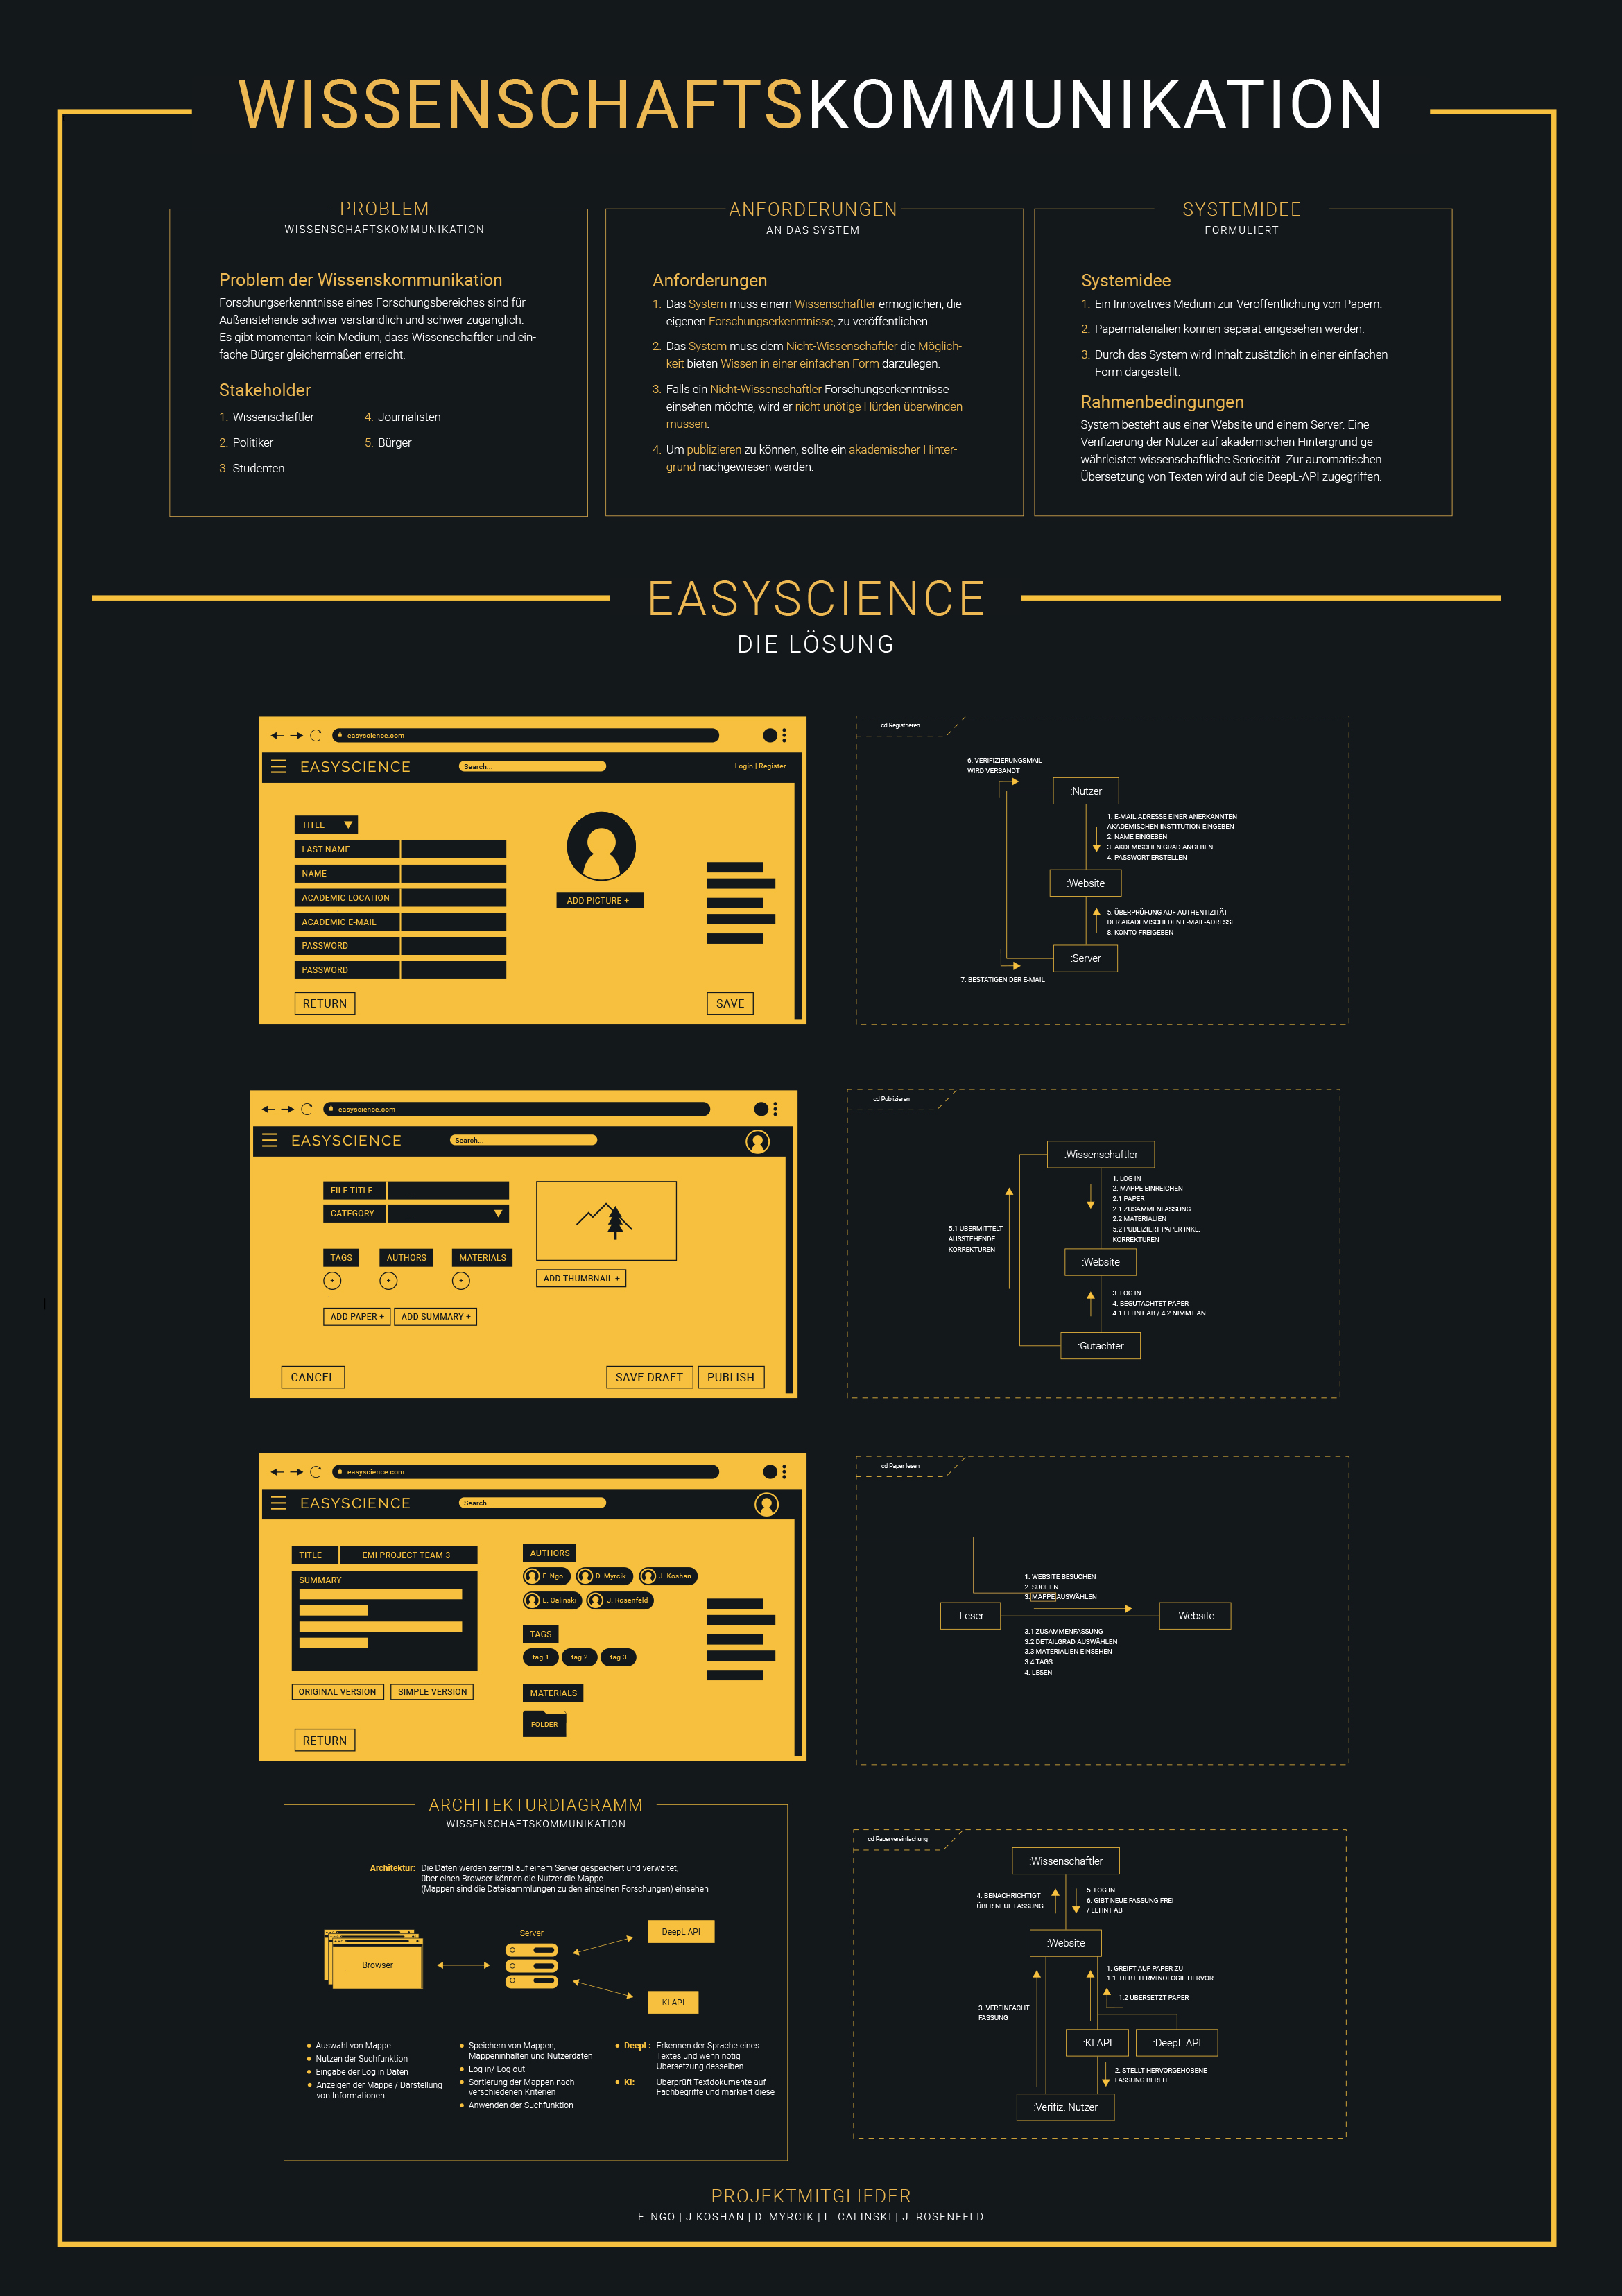 WISSENSCHAFTSKOMMUNIKATION
PROBLEM
WISSENSCHAFTSKOMMUNIKATION
Problem der Wissenskommunikation
Forschungserkenntnisse eines Forschungsbereiches sind für
Außenstehende schwer verständlich und schwer zugänglich.
Es gibt momentan kein Medium, dass Wissenschaftler und ein-
fache Bürger gleichermaßen erreicht.
Stakeholder
1. Wissenschaftler
2. Politiker
3. Studenten
4. Journalisten
5. Bürger
ANFORDERUNGEN
AN DAS SYSTEM
Anforderungen
1. Das System muss einem Wissenschaftler ermöglichen, die
eigenen Forschungserkenntnisse, zu veröffentlichen.
2. Das System muss dem Nicht-Wissenschaftler die Möglich-
keit bieten Wissen in einer einfachen Form darzulegen.
3. Falls ein Nicht-Wissenschaftler Forschungserkenntnisse
einsehen möchte, wird er nicht unötige Hürden überwinden
müssen.
4. Um publizieren zu können, sollte ein akademischer Hinter-
grund nachgewiesen werden.
SYSTEMIDEE
FORMULIERT
Systemidee
1. Ein Innovatives Medium zur Veröffentlichung von Papern.
2. Papermaterialien können seperat eingesehen werden.
3. Durch das System wird Inhalt zusätzlich in einer einfachen
Form dargestellt.
Rahmenbedingungen
System besteht aus einer Website und einem Server. Eine
Verifizierung der Nutzer auf akademischen Hintergrund ge-
währleistet wissenschaftliche Seriosität. Zur automatischen
Übersetzung von Texten wird auf die DeepL-API zugegriffen.
EASYSCIENCE
DIE LÖSUNG
easyscience.com
EASYSCIENCE
Search...
Login | Register
TITLE
LAST NAME
NAME
ACADEMIC LOCATION
ACADEMIC E-MAIL
PASSWORD
PASSWORD
ADD PICTURE +
RETURN
SAVE
cd Registrieren
6. VERIFIZIERUNGSMAIL
WIRD VERSANDT
:Nutzer
1. E-MAIL ADRESSE EINER ANERKANNTEN
AKADEMISCHEN INSTITUTION EINGEBEN
2. NAME EINGEBEN
3. AKDEMISCHEN GRAD ANGEBEN
4. PASSWORT ERSTELLEN
:Website
5. ÜBERPRÜFUNG AUF AUTHENTIZITÄT
DER AKADEMISCHEDEN E-MAIL-ADRESSE
8. KONTO FREIGEBEN
:Server
7. BESTÄTIGEN DER E-MAIL
easyscience.com
EASYSCIENCE
Search...
FILE TITLE ...
CATEGORY ...
TAGS
AUTHORS
MATERIALS
+ + +
ADD THUMBNAIL +
ADD PAPER +
ADD SUMMARY +
CANCEL
SAVE DRAFT
PUBLISH
cd Publizieren
:Wissenschaftler
1. LOG IN
2. MAPPE EINREICHEN
2.1 PAPER
2.1 ZUSAMMENFASSUNG
2.2 MATERIALIEN
5.2 PUBLIZIERT PAPER INKL.
KORREKTUREN
5.1 ÜBERMITTELT
AUSSTEHENDE
KORREKTUREN
:Website
3. LOG IN
4. BEGUTACHTET PAPER
4.1 LEHNT AB / 4.2 NIMMT AN
:Gutachter
easyscience.com
EASYSCIENCE
Search...
TITLE EMI PROJECT TEAM 3
SUMMARY
ORIGINAL VERSION
SIMPLE VERSION
RETURN
AUTHORS
F. Ngo
D. Myrcik
J. Koshan
L. Calinski
J. Rosenfeld
TAGS
tag 1
tag 2
tag 3
MATERIALS
FOLDER
cd Paper lesen
1. WEBSITE BESUCHEN
2. SUCHEN
3. MAPPE AUSWÄHLEN
:Leser
:Website
3.1 ZUSAMMENFASSUNG
3.2 DETAILGRAD AUSWÄHLEN
3.3 MATERIALIEN EINSEHEN
3.4 TAGS
4. LESEN
ARCHITEKTURDIAGRAMM
WISSENSCHAFTSKOMMUNIKATION
Architektur: Die Daten werden zentral auf einem Server gespeichert und verwaltet,
über einen Browser können die Nutzer die Mappe
(Mappen sind die Dateisammlungen zu den einzelnen Forschungen) einsehen
Browser
Server
DeepL API
KI API
Auswahl von Mappe
Nutzen der Suchfunktion
Eingabe der Log in Daten
Anzeigen der Mappe / Darstellung
von Informationen
Speichern von Mappen,
Mappeninhalten und Nutzerdaten
Log in/ Log out
Sortierung der Mappen nach
verschiedenen Kriterien
Anwenden der Suchfunktion
DeepL: Erkennen der Sprache eines
Textes und wenn nötig
Übersetzung desselben
KI: Überprüft Textdokumente auf
Fachbegriffe und markiert diese
cd Papervereinfachung
:Wissenschaftler
4. BENACHRICHTIGT
ÜBER NEUE FASSUNG
5. LOG IN
6. GIBT NEUE FASSUNG FREI
/ LEHNT AB
:Website
1. GREIFT AUF PAPER ZU
1.1. HEBT TERMINOLOGIE HERVOR
1.2 ÜBERSETZT PAPER
3. VEREINFACHT
FASSUNG
:KI API
:DeepL API
2. STELLT HERVORGEHOBENE
FASSUNG BEREIT
:Verifiz. Nutzer
PROJEKTMITGLIEDER
F. NGO | J.KOSHAN | D. MYRCIK | L. CALINSKI | J. ROSENFELD